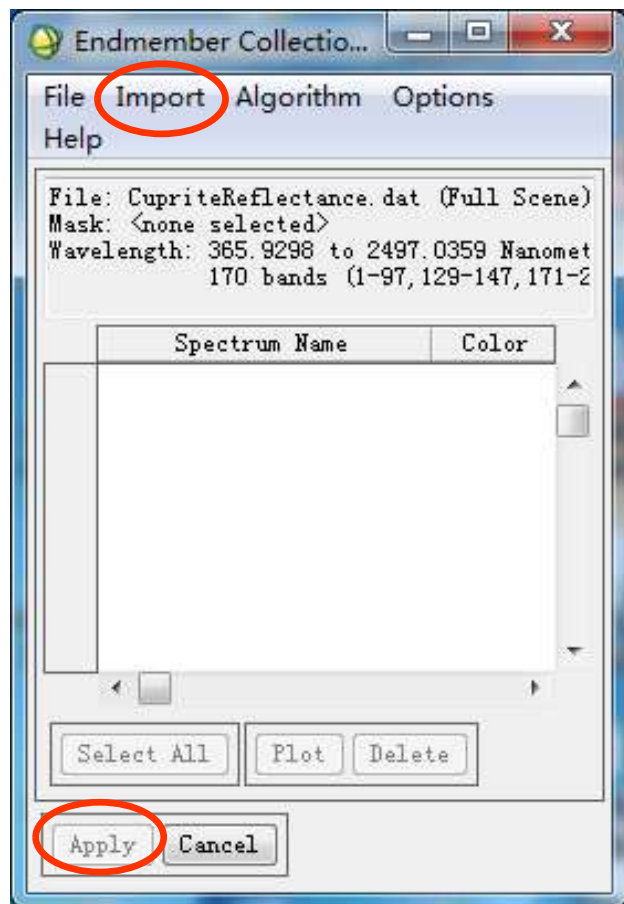 Endmember Collectio...
File Import Algorithm Options
Help
File: CupriteReflectance.dat (Full Scene)
Mask: <none selected>
Wavelength: 365.9298 to 2497.0359 Nanomet
170 bands (1-97,129-147,171-2
Spectrum Name Color
Select All Plot Delete
Apply Cancel